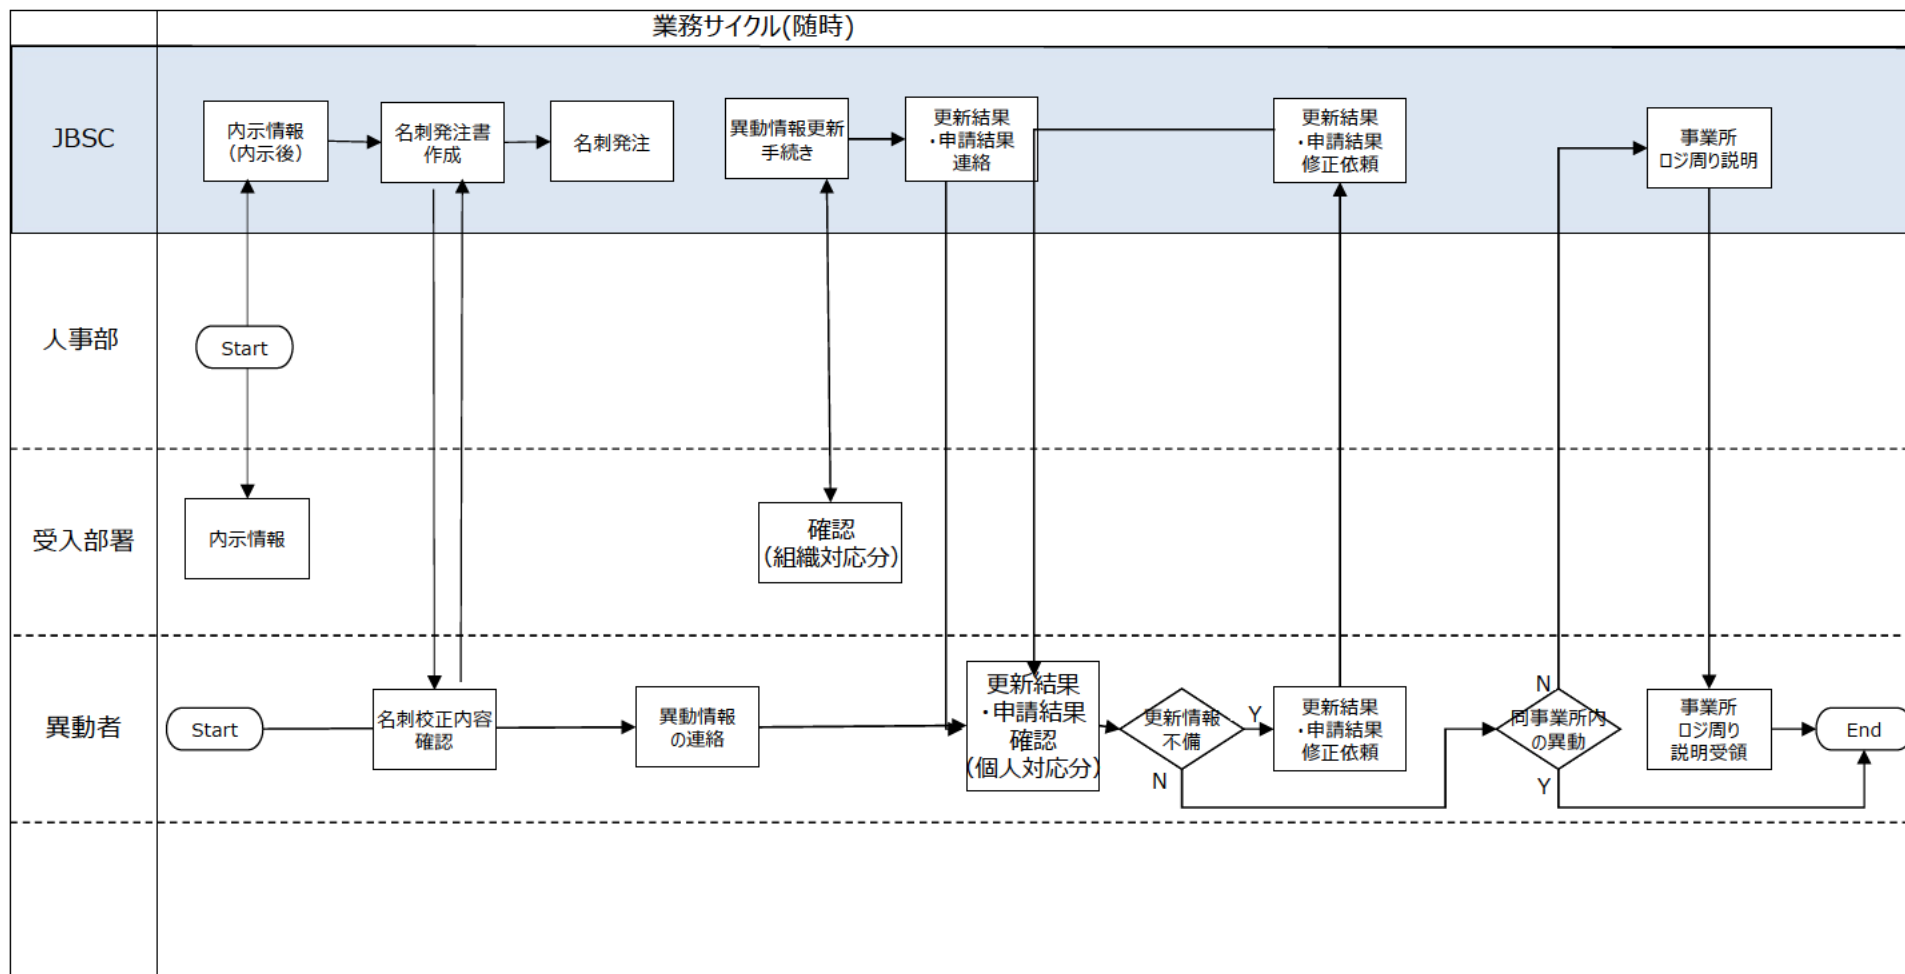 業務サイクル(随時)
JBSC
内示情報
（内示後）
名刺発注書
作成
名刺発注
異動情報更新
手続き
更新結果
・申請結果
連絡
更新結果
・申請結果
修正依頼
事業所
ロジ周り説明
人事部
Start
受入部署
内示情報
確認
（組織対応分）
異動者
Start
名刺校正内容
確認
異動情報
の連絡
更新結果
・申請結果
確認
（個人対応分）
更新情報
不備
Y
N
更新結果
・申請結果
修正依頼
N
同事業所内
の異動
Y
事業所
ロジ周り
説明受領
End